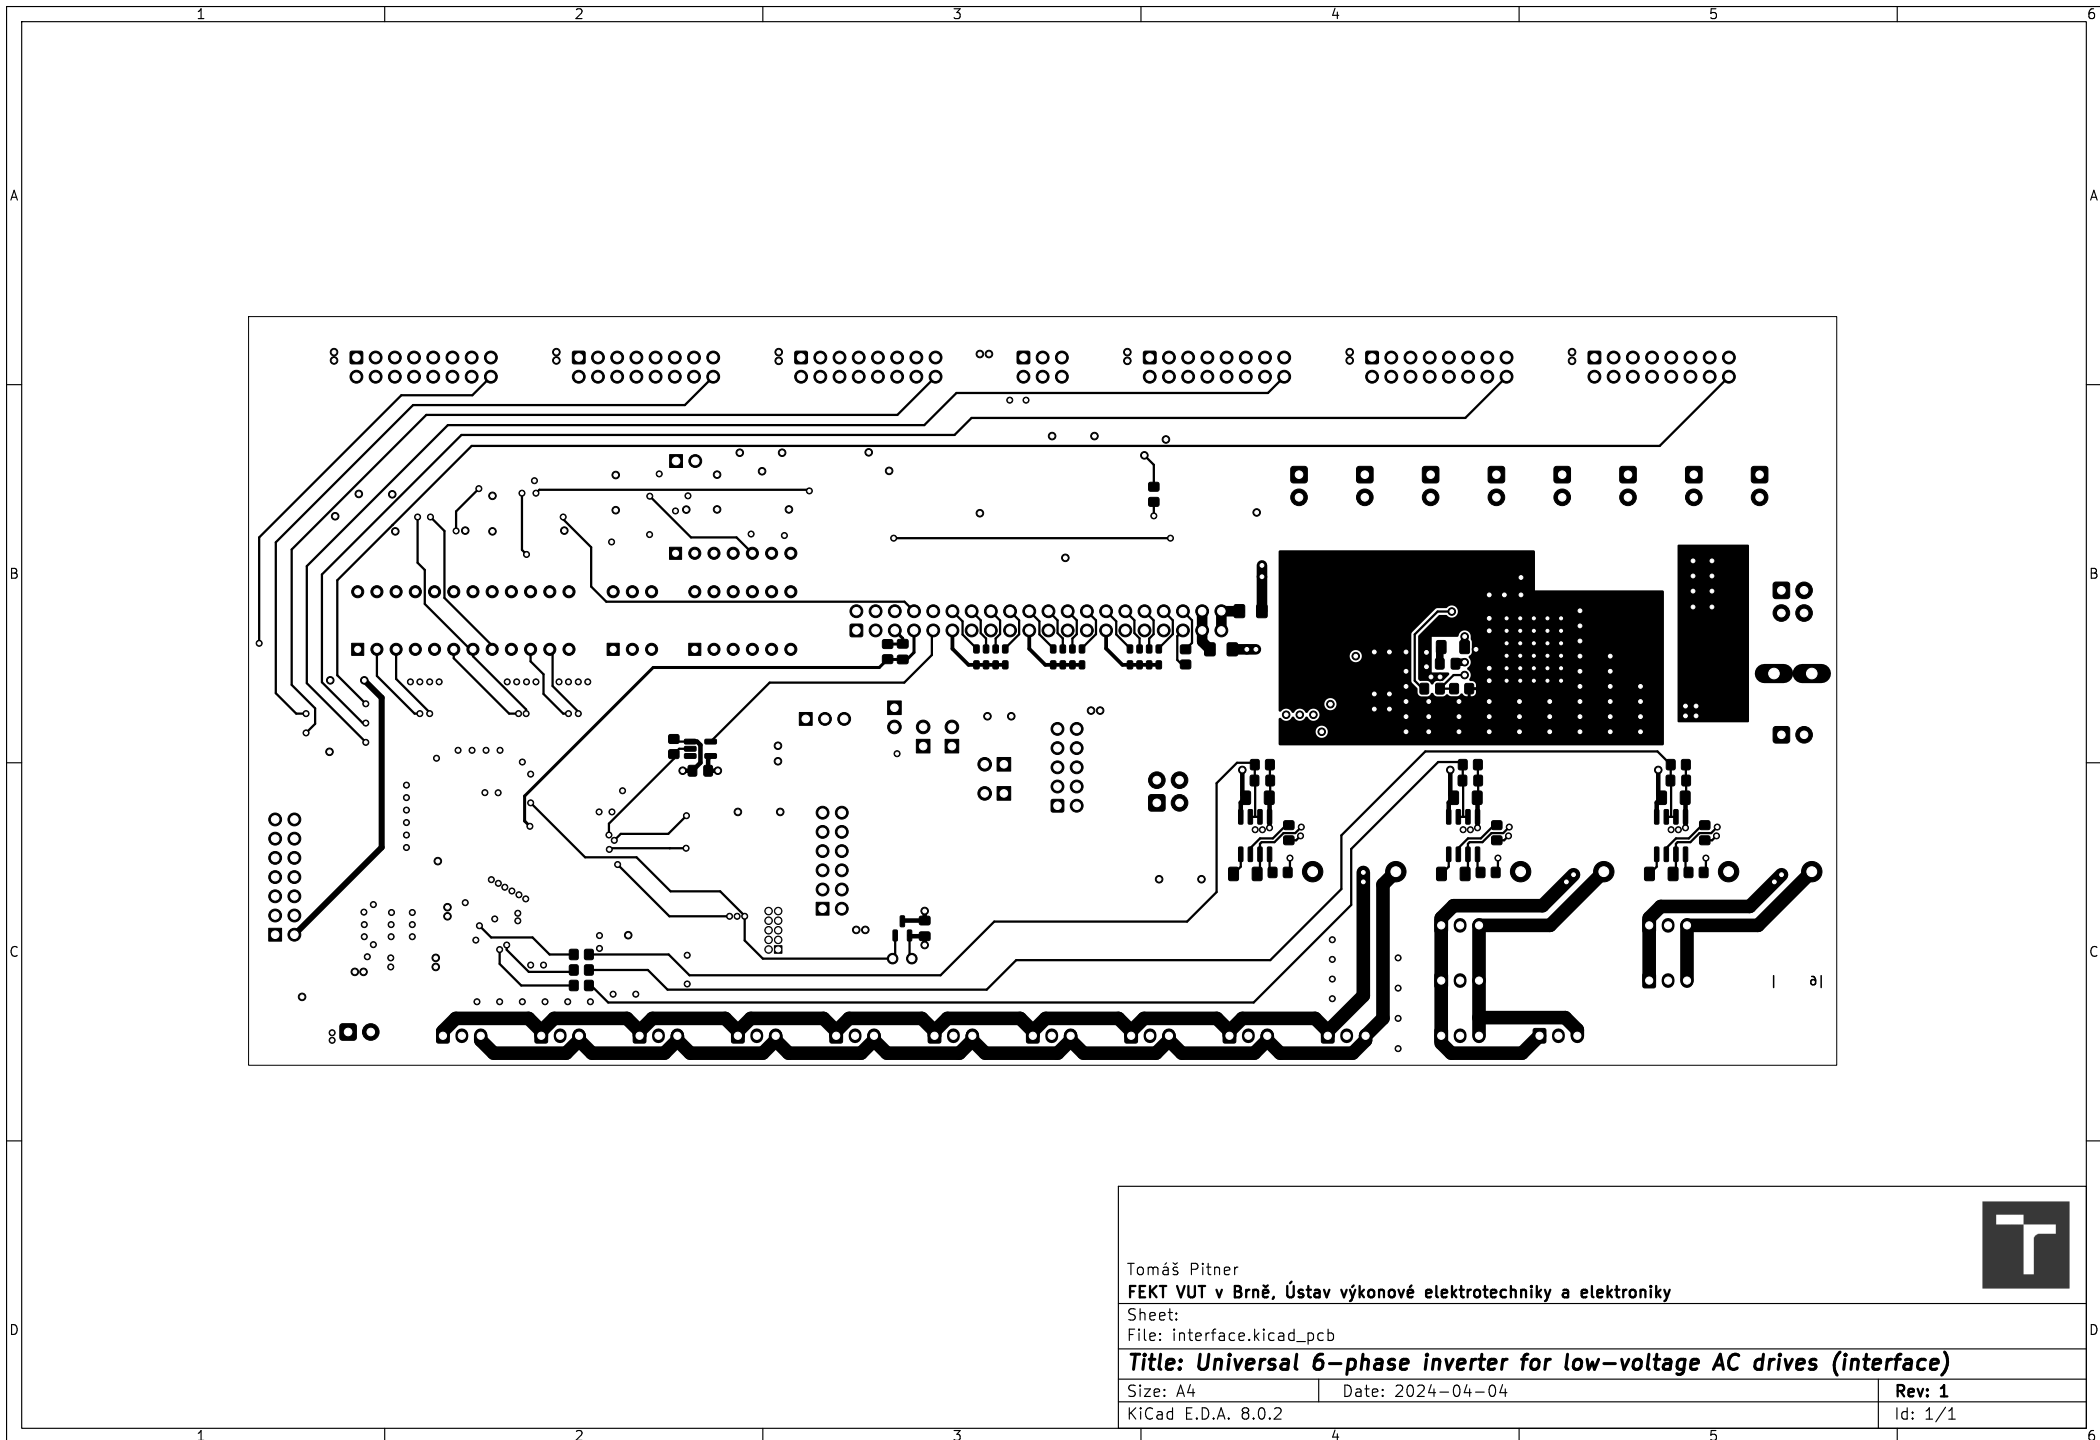 1 2 3 4 5 6
A A
B B
al
C C
Tomáš Pitner
FEKT VUT v Brně, Ústav výkonové elektrotechniky a elektroniky
Sheet:
File: interface.kicad_pcb
D D
Title: Universal 6-phase inverter for low-voltage AC drives (interface)
Size: A4 Date: 2024-04-04 Rev: 1
KiCad E.D.A. 8.0.2 Id: 1/1
1 2 3 4 5 6